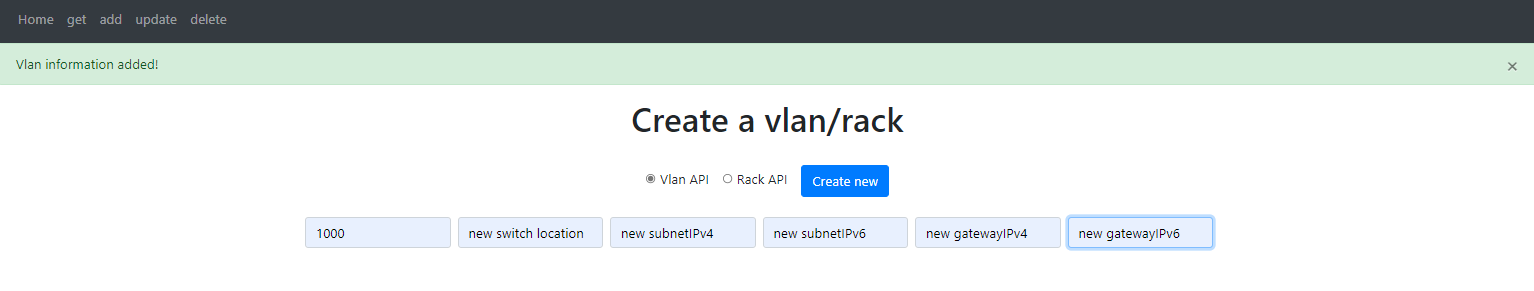 Home get add update delete
Vlan information added!
×
Create a vlan/rack
Vlan API Rack API Create new
1000 new switch location new subnetIPv4 new subnetIPv6 new gatewayIPv4 new gatewayIPv6